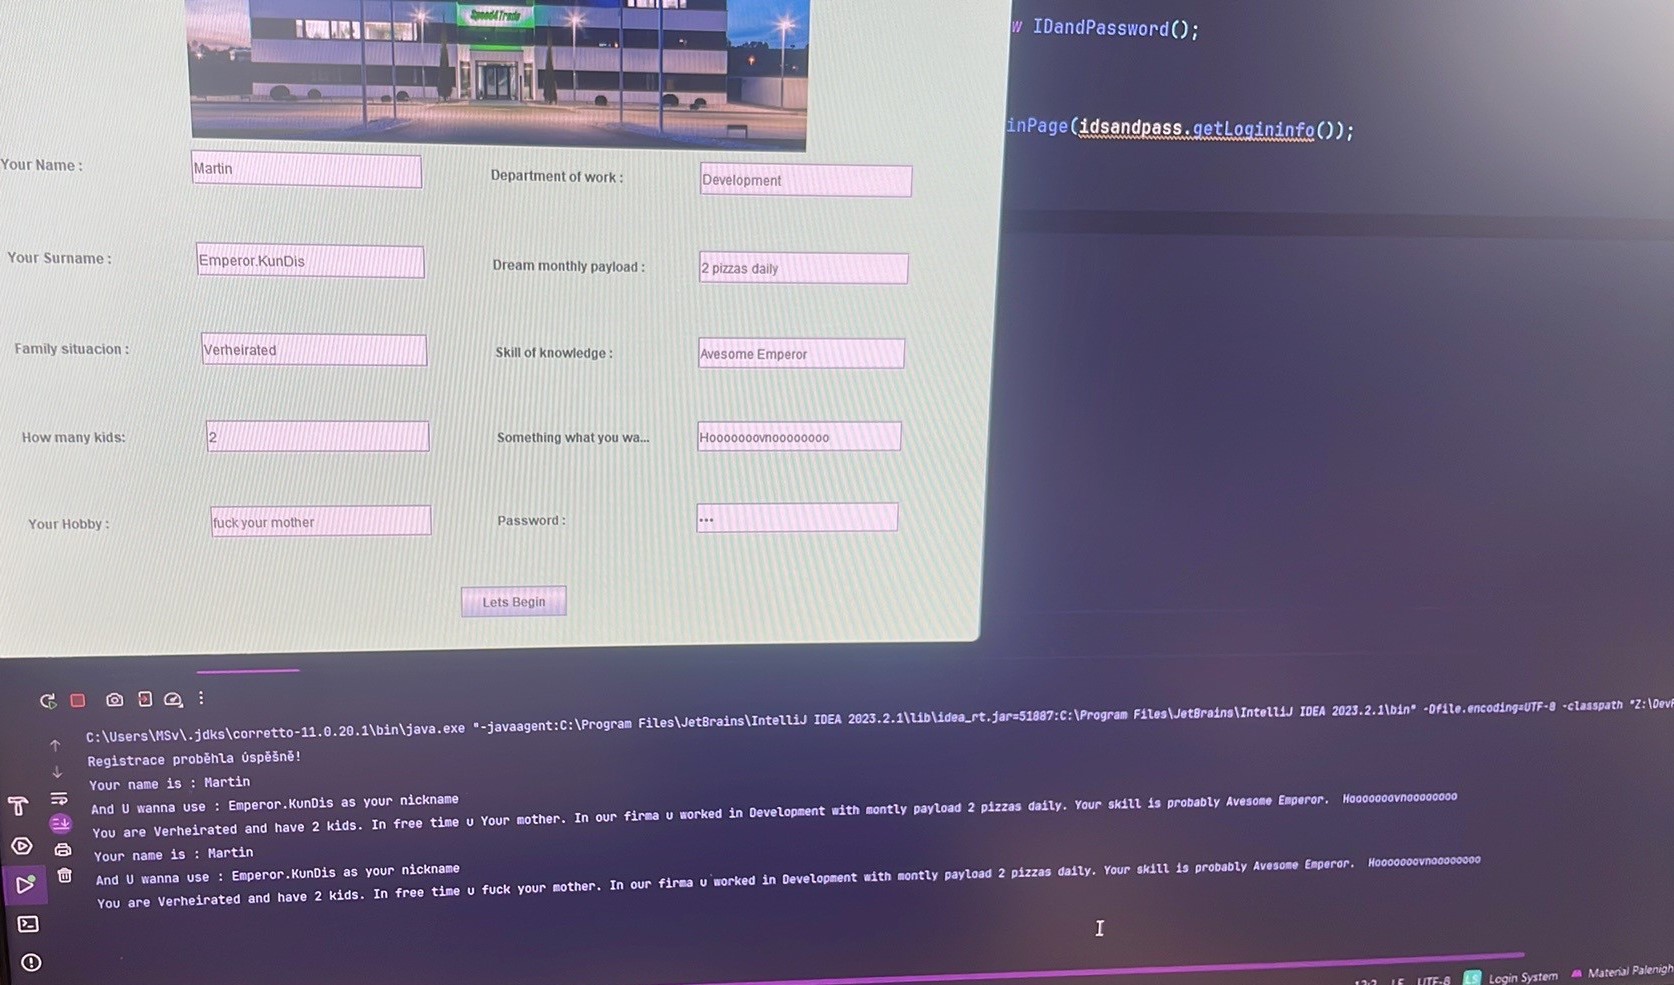 Speed4Trade
w IDandPassword();
inPage(idsandpass.getLogininfo());
Your Name :
Martin
Department of work :
Development
Your Surname :
Emperor.KunDis
Dream monthly payload :
2 pizzas daily
Family situacion :
Verheirated
Skill of knowledge :
Avesome Emperor
How many kids:
2
Something what you wa...
Hooooooovnoooooooo
Your Hobby :
fuck your mother
Password :
•••
Lets Begin
C:\Users\MSv\.jdks\corretto-11.0.20.1\bin\java.exe "-javaagent:C:\Program Files\JetBrains\IntelliJ IDEA 2023.2.1\lib\idea_rt.jar=51887:C:\Program Files\JetBrains\IntelliJ IDEA 2023.2.1\bin" -Dfile.encoding=UTF-8 -classpath "Z:\Dev
Registrace proběhla úspěšně!
Your name is : Martin
And U wanna use : Emperor.KunDis as your nickname
You are Verheirated and have 2 kids. In free time u Your mother. In our firma u worked in Development with montly payload 2 pizzas daily. Your skill is probably Avesome Emperor.  Hooooooovnoooooooo
Your name is : Martin
And U wanna use : Emperor.KunDis as your nickname
You are Verheirated and have 2 kids. In free time u fuck your mother. In our firma u worked in Development with montly payload 2 pizzas daily. Your skill is probably Avesome Emperor.  Hooooooovnoooooooo
LF UTF-8 LS Login System Material Palenigh